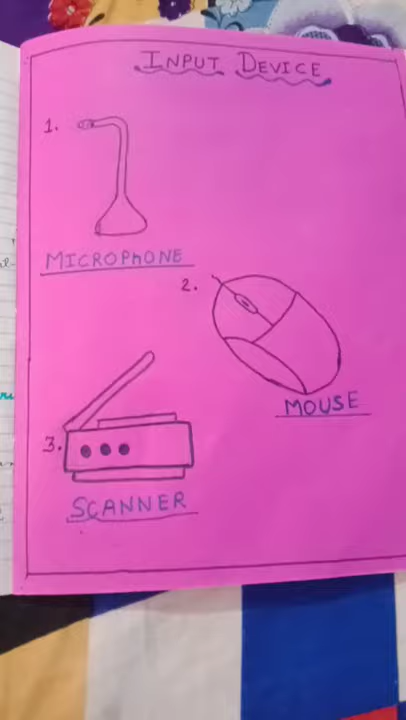 INPUT DEVICE
1.
MICROPhONE
2.
MOUSE
3.
SCANNER